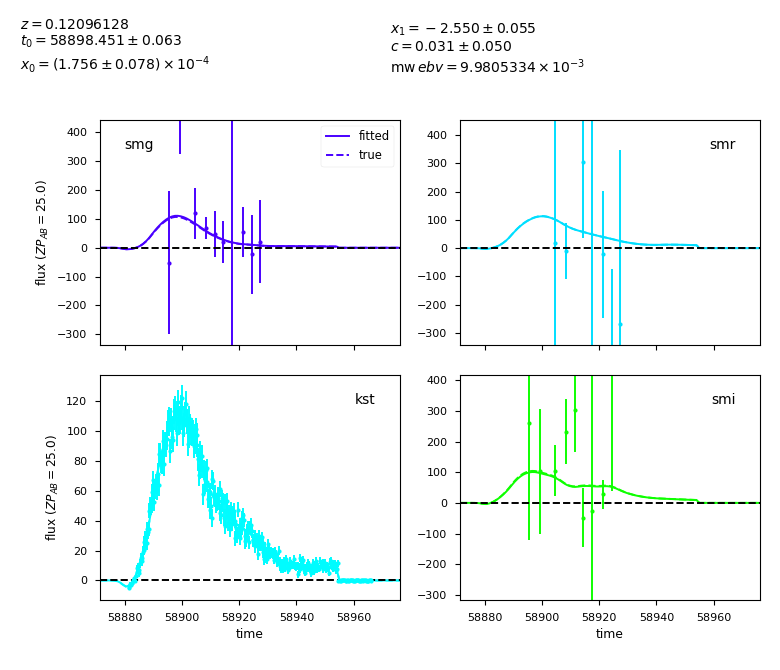 z = 0.12096128
t₀ = 58898.451 ± 0.063
x₀ = (1.756 ± 0.078) × 10⁻⁴
x₁ = −2.550 ± 0.055
c = 0.031 ± 0.050
mw ebv = 9.9805334 × 10⁻³
smg
fitted
true
flux (ZP_AB = 25.0)
400
300
200
100
0
−100
−200
−300
smr
400
300
200
100
0
−100
−200
−300
kst
flux (ZP_AB = 25.0)
120
100
80
60
40
20
0
58880 58900 58920 58940 58960
time
smi
400
300
200
100
0
−100
−200
−300
58880 58900 58920 58940 58960
time